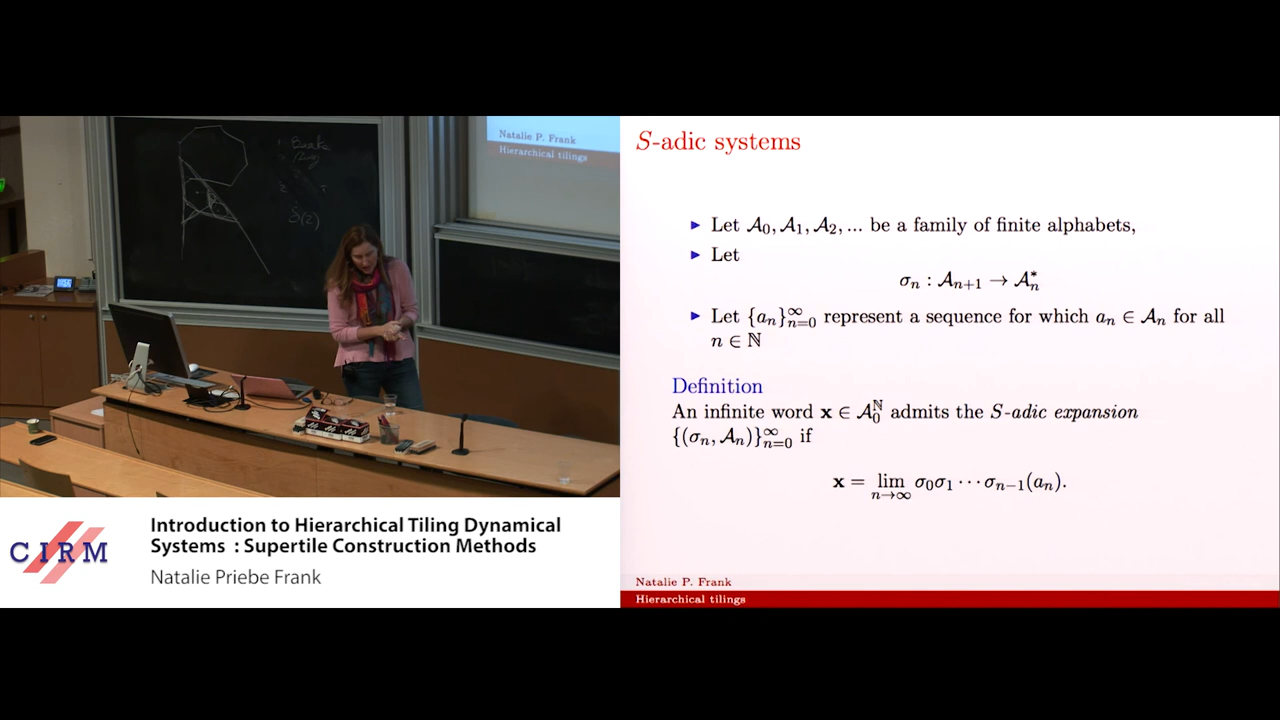 Natalie P. Frank
Hierarchical tilings
S(2)
S-adic systems
▶ Let 𝒜₀, 𝒜₁, 𝒜₂, ... be a family of finite alphabets,
▶ Let
σₙ : 𝒜ₙ₊₁ → 𝒜ₙ*
▶ Let {aₙ}ₙ₌₀^∞ represent a sequence for which aₙ ∈ 𝒜ₙ for all
n ∈ ℕ
Definition
An infinite word 𝐱 ∈ 𝒜₀^ℕ admits the S-adic expansion
{(σₙ, 𝒜ₙ)}ₙ₌₀^∞ if
𝐱 = lim_{n→∞} σ₀σ₁ ⋯ σₙ₋₁(aₙ).
Natalie P. Frank
Hierarchical tilings
CIRM
Introduction to Hierarchical Tiling Dynamical
Systems : Supertile Construction Methods
Natalie Priebe Frank